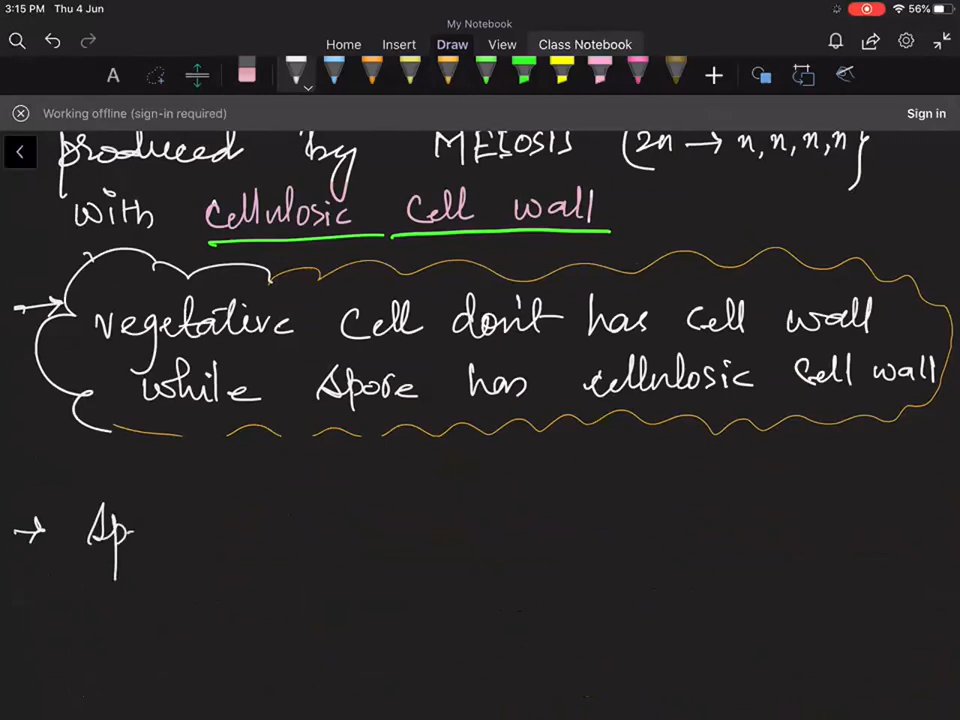 3:15 PM Thu 4 Jun
56%
My Notebook
Home Insert Draw View Class Notebook
A
Working offline (sign-in required)
Sign in
produced by MEIOSIS (2n → n, n, n, n)
with cellulosic cell wall
→ vegetative cell don't has cell wall
while spore has cellulosic cell wall
→ Sp